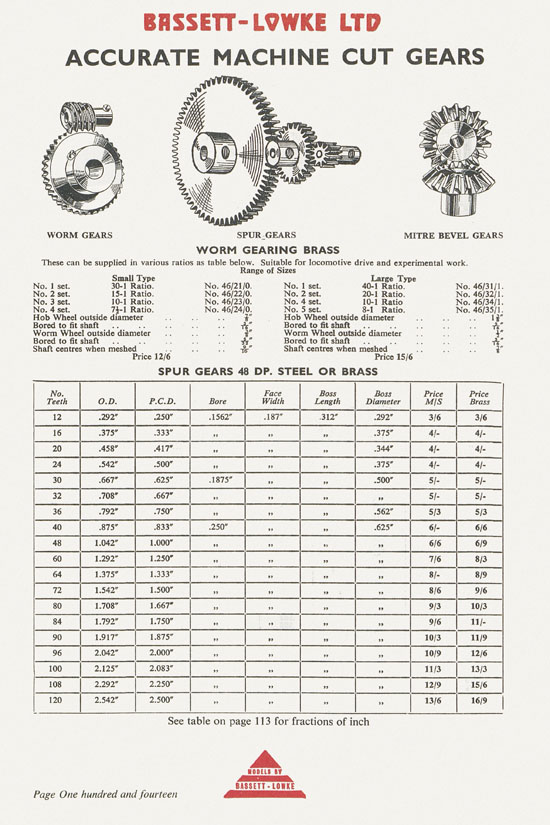 BASSETT-LOWKE LTD
ACCURATE MACHINE CUT GEARS
WORM GEARS SPUR GEARS MITRE BEVEL GEARS
WORM GEARING BRASS
These can be supplied in various ratios as table below. Suitable for locomotive drive and experimental work.
Range of Sizes
Small Type Large Type
No. 1 set. 30-1 Ratio. No. 46/21/0. No. 1 set. 40-1 Ratio. No. 46/31/1.
No. 2 set. 15-1 Ratio. No. 46/22/0. No. 2 set. 20-1 Ratio. No. 46/32/1.
No. 3 set. 10-1 Ratio. No. 46/23/0. No. 4 set. 10-1 Ratio. No. 46/34/1.
No. 4 set. 7½-1 Ratio. No. 46/24/0. No. 5 set. 8-1 Ratio. No. 46/35/1.
Hob Wheel outside diameter .. .. .. Hob Wheel outside diameter .. .. ..
Bored to fit shaft .. .. .. .. .. Bored to fit shaft .. .. .. .. ..
Worm Wheel outside diameter .. .. .. Worm Wheel outside diameter .. .. ..
Bored to fit shaft .. .. .. .. .. Bored to fit shaft .. .. .. .. ..
Shaft centres when meshed .. .. .. Shaft centres when meshed .. .. ..
Price 12/6 Price 15/6
SPUR GEARS 48 DP. STEEL OR BRASS
No. Teeth O.D. P.C.D. Bore Face Width Boss Length Boss Diameter Price M/S Price Brass
12 .292″ .250″ .1562″ .187″ .312″ .292″ 3/6 3/6
16 .375″ .333″ ,, ,, ,, .375″ 4/- 4/-
20 .458″ .417″ ,, ,, ,, .344″ 4/- 4/-
24 .542″ .500″ ,, ,, ,, .375″ 4/- 4/-
30 .667″ .625″ .1875″ ,, ,, .500″ 5/- 5/-
32 .708″ .667″ ,, ,, ,, ,, 5/- 5/-
36 .792″ .750″ ,, ,, ,, .562″ 5/3 5/3
40 .875″ .833″ .250″ ,, ,, .625″ 6/- 6/6
48 1.042″ 1.000″ ,, ,, ,, ,, 6/6 6/9
60 1.292″ 1.250″ ,, ,, ,, ,, 7/6 8/3
64 1.375″ 1.333″ ,, ,, ,, ,, 8/- 8/9
72 1.542″ 1.500″ ,, ,, ,, ,, 8/6 9/6
80 1.708″ 1.667″ ,, ,, ,, ,, 9/3 10/3
84 1.792″ 1.750″ ,, ,, ,, ,, 9/6 11/-
90 1.917″ 1.875″ ,, ,, ,, ,, 10/3 11/9
96 2.042″ 2.000″ ,, ,, ,, ,, 10/9 12/6
100 2.125″ 2.083″ ,, ,, ,, ,, 11/3 13/3
108 2.292″ 2.250″ ,, ,, ,, ,, 12/9 15/6
120 2.542″ 2.500″ ,, ,, ,, ,, 13/6 16/9
See table on page 113 for fractions of inch
MODELS BY
BASSETT-LOWKE
Page One hundred and fourteen